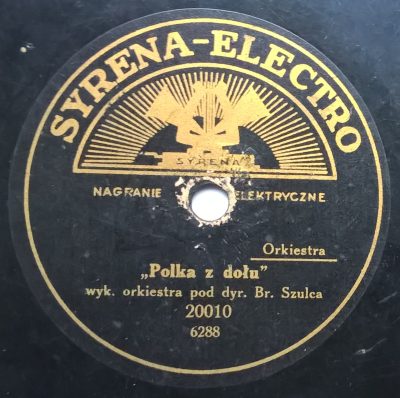 SYRENA-ELECTRO
SYRENA
NAGRANIE ELEKTRYCZNE
Orkiestra
„Polka z dołu”
wyk. orkiestra pod dyr. Br. Szulca
20010
6288